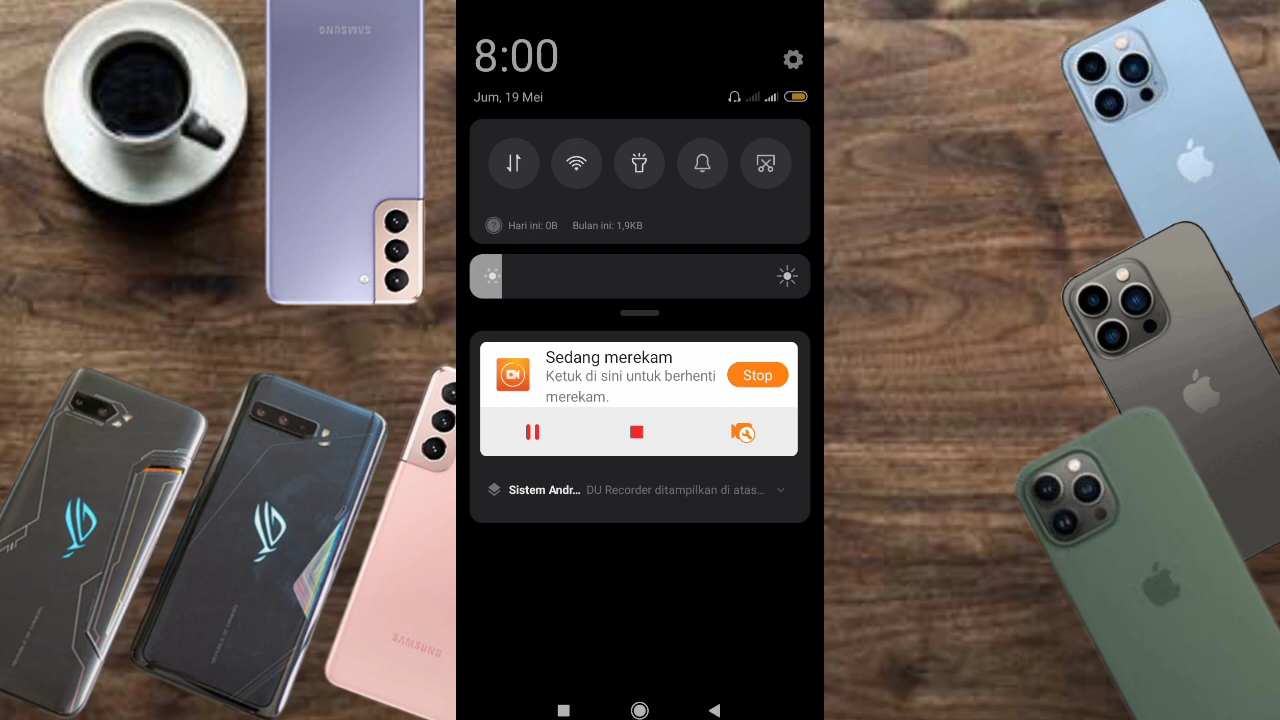 SAMSUNG
8:00
Jum, 19 Mei
Hari ini: 0B Bulan ini: 1,9KB
Sedang merekam
Ketuk di sini untuk berhenti
merekam.
Stop
Sistem Andr... DU Recorder ditampilkan di atas...
SAMSUNG